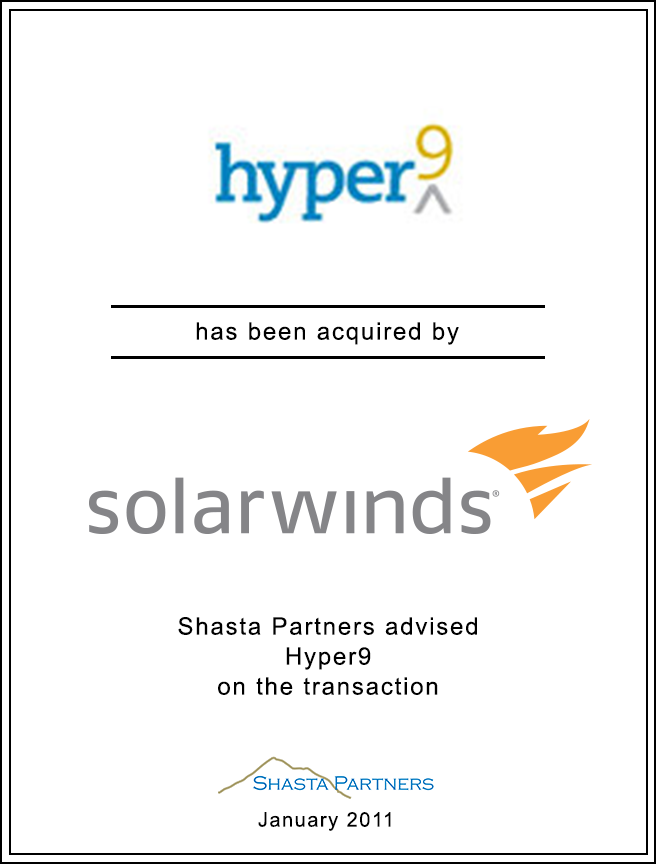 hyper9
has been acquired by
solarwinds®
Shasta Partners advised
Hyper9
on the transaction
SHASTA PARTNERS
January 2011